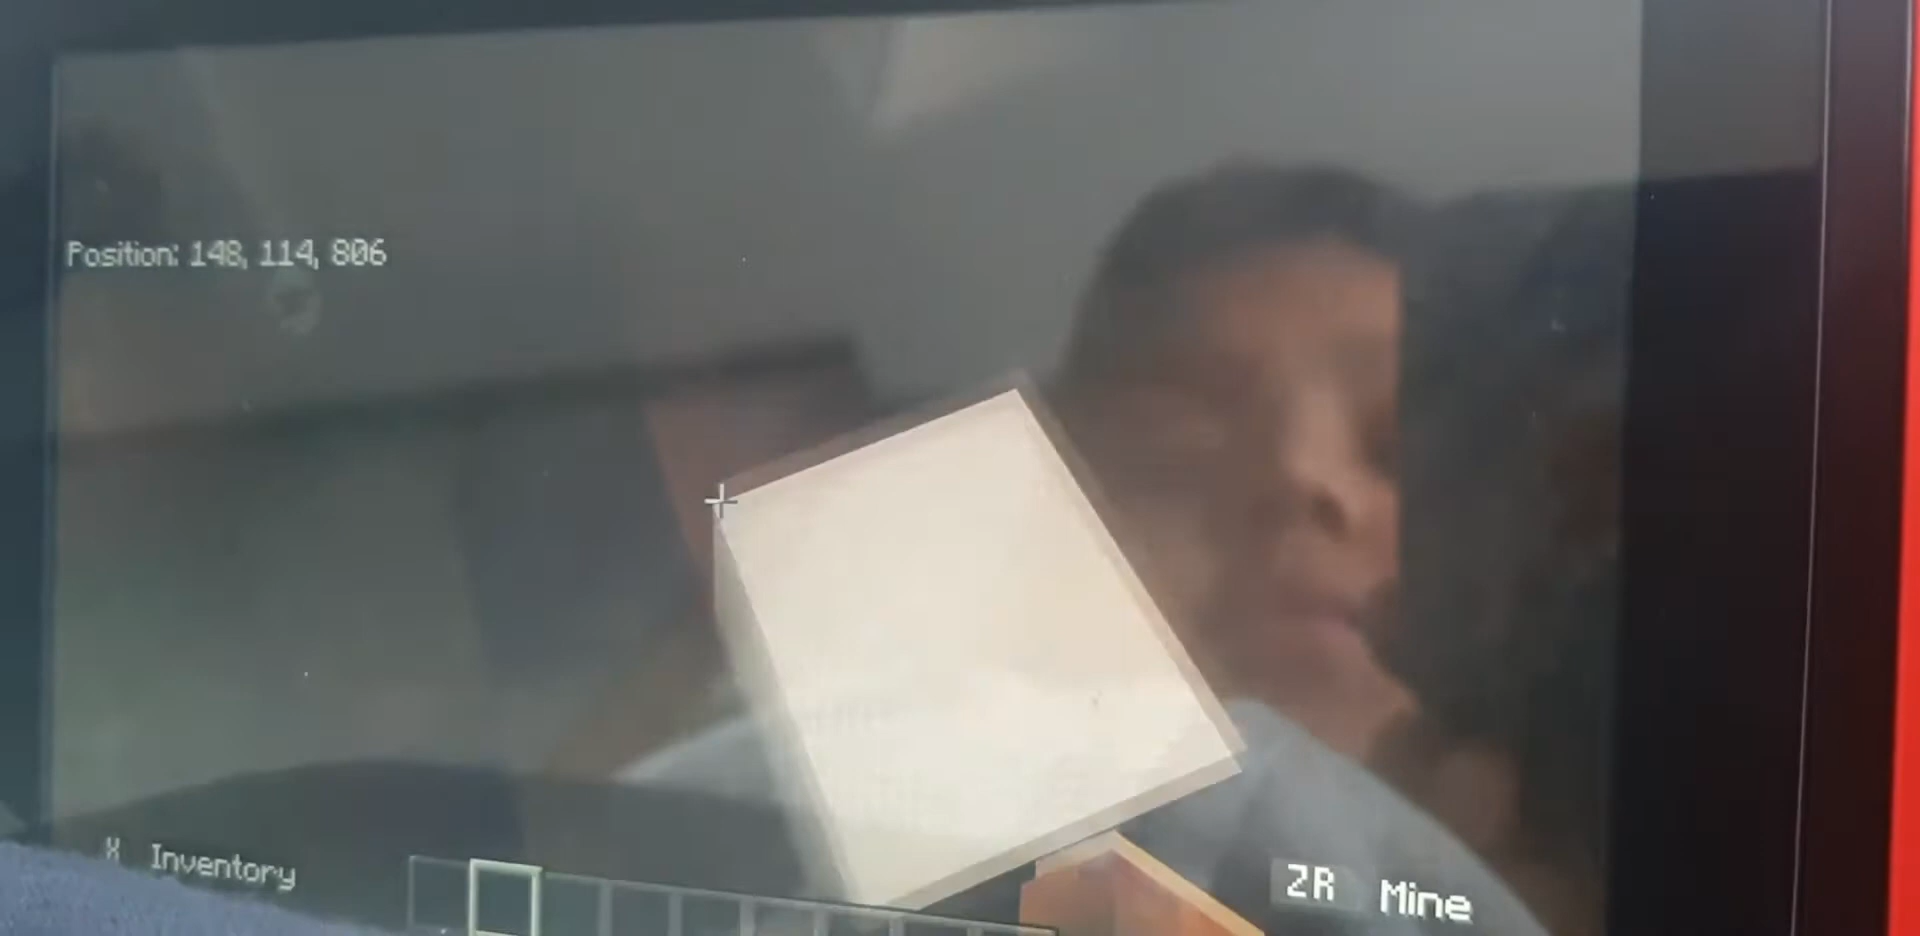 Position: 148, 114, 806
X Inventory
ZR Mine